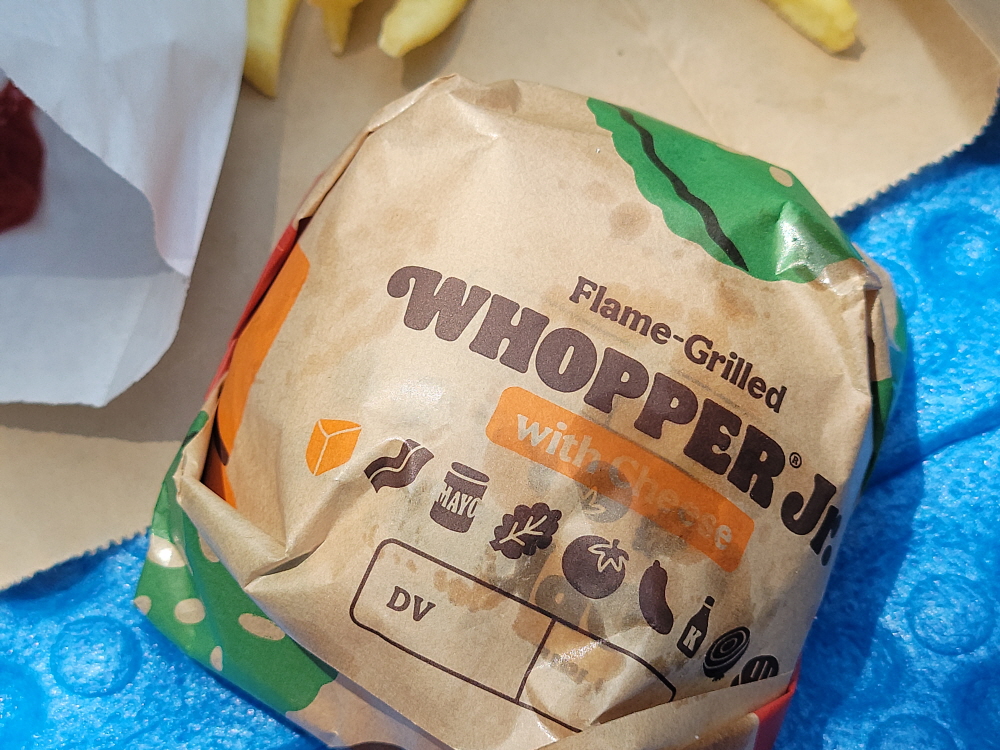 Flame-Grilled
WHOPPER® Jr.
with Cheese
MAYO
K
DV